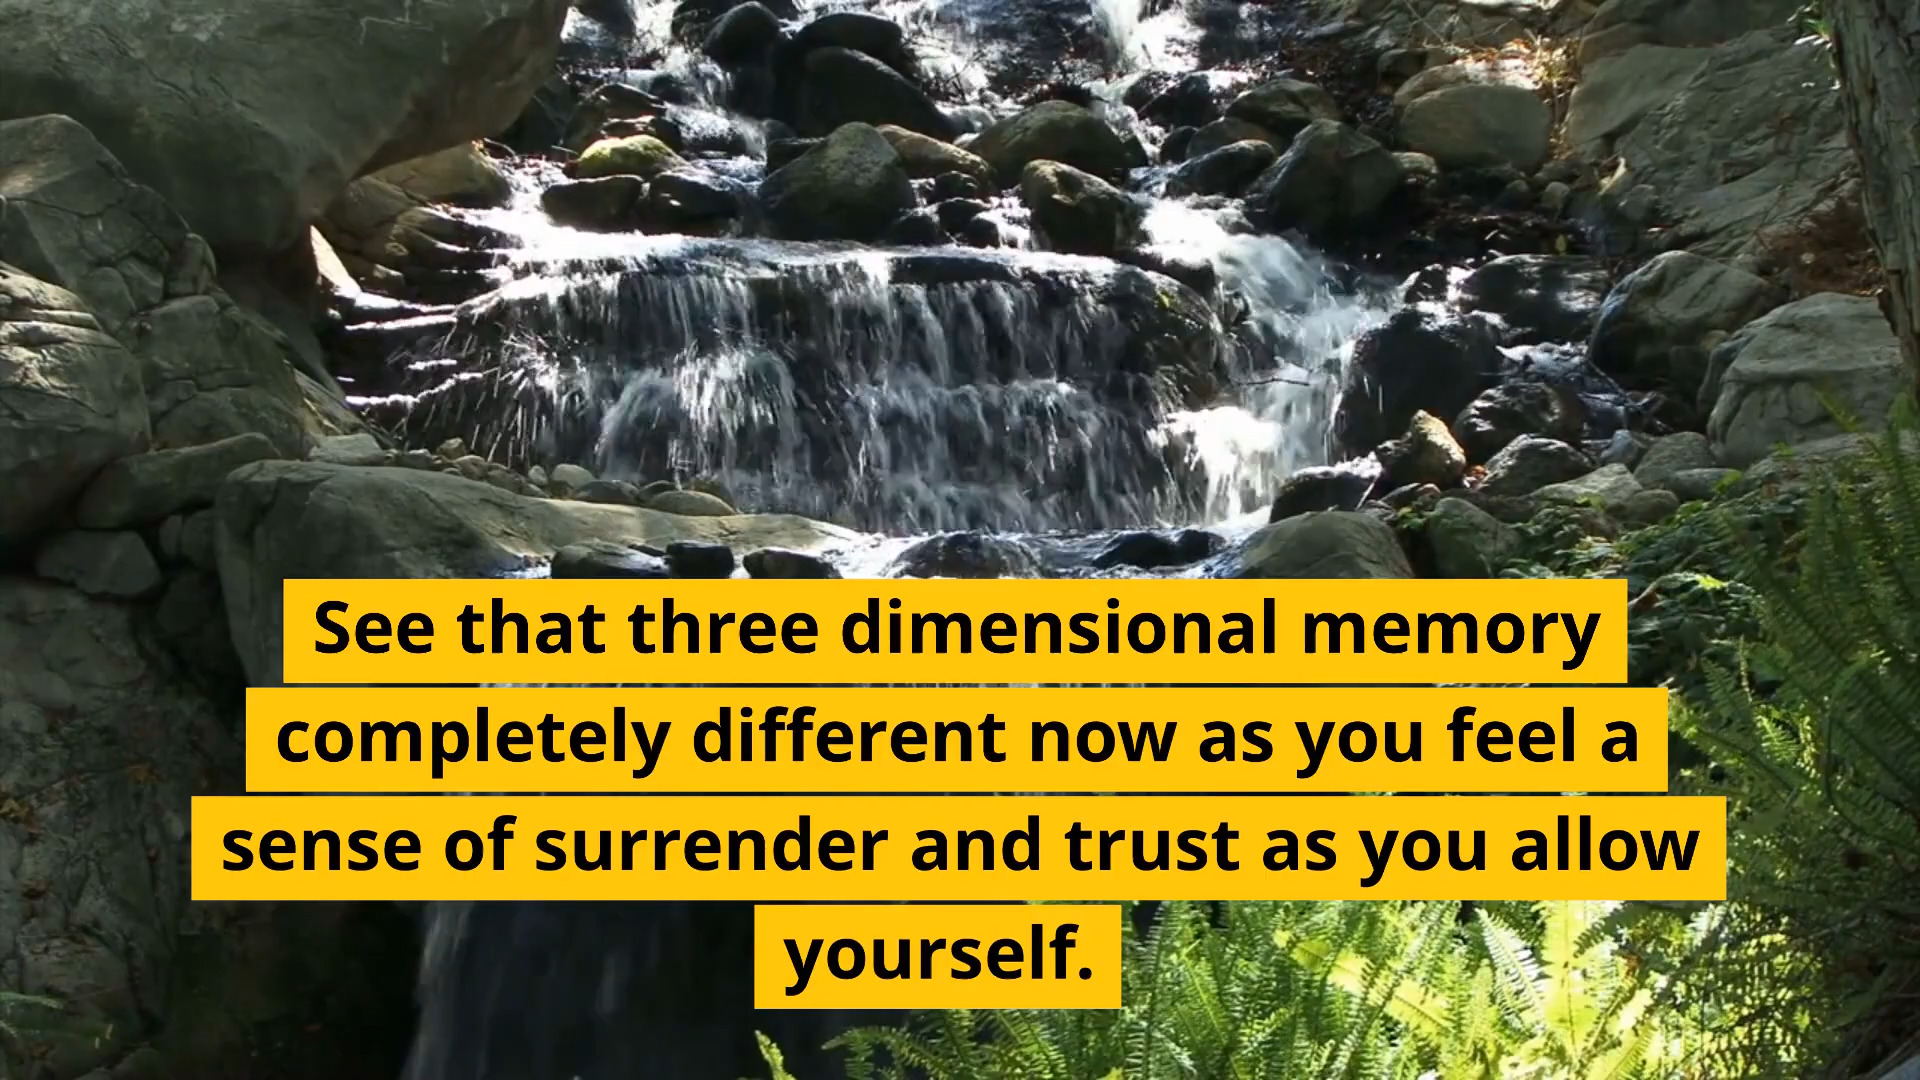 See that three dimensional memory
completely different now as you feel a
sense of surrender and trust as you allow
yourself.